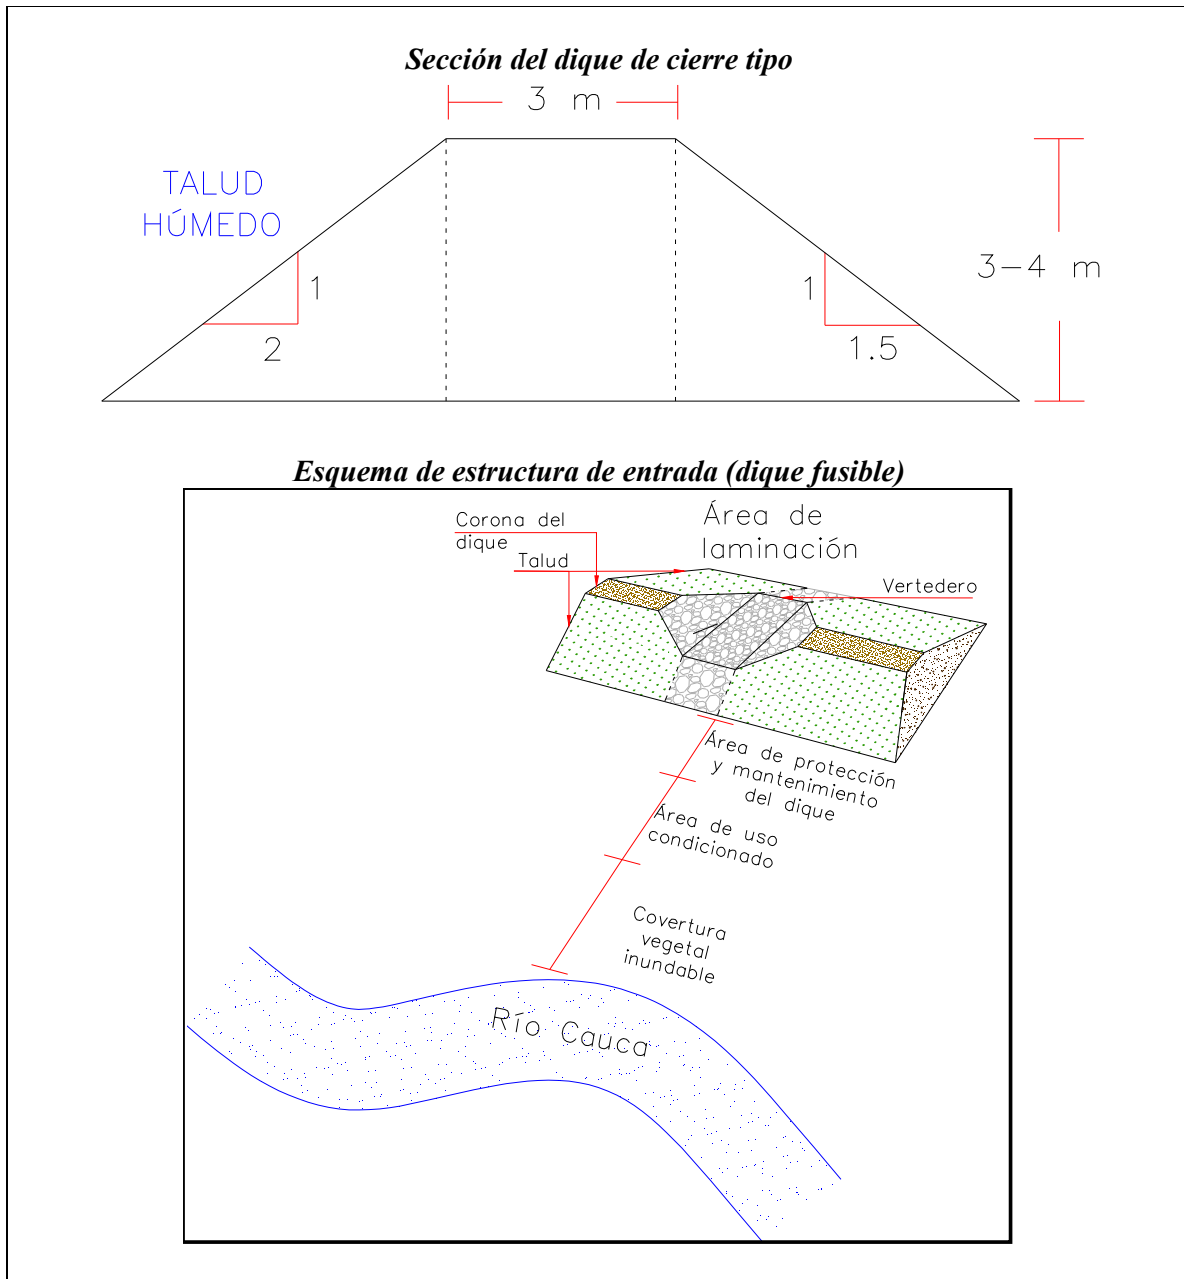 Sección del dique de cierre tipo
3 m
TALUD
HÚMEDO
1
2
1
1.5
3-4 m
Esquema de estructura de entrada (dique fusible)
Corona del
dique
Talud
Área de
laminación
Vertedero
Área de protección
y mantenimiento
del dique
Área de uso
condicionado
Covertura
vegetal
inundable
Río Cauca